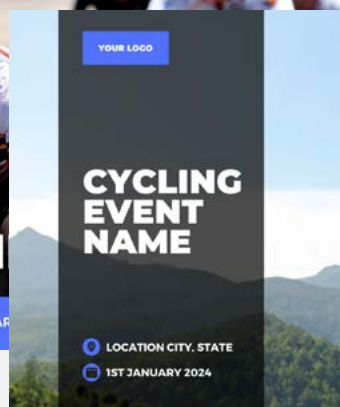 YOUR LOGO
CYCLING
EVENT
NAME
LOCATION CITY, STATE
1ST JANUARY 2024